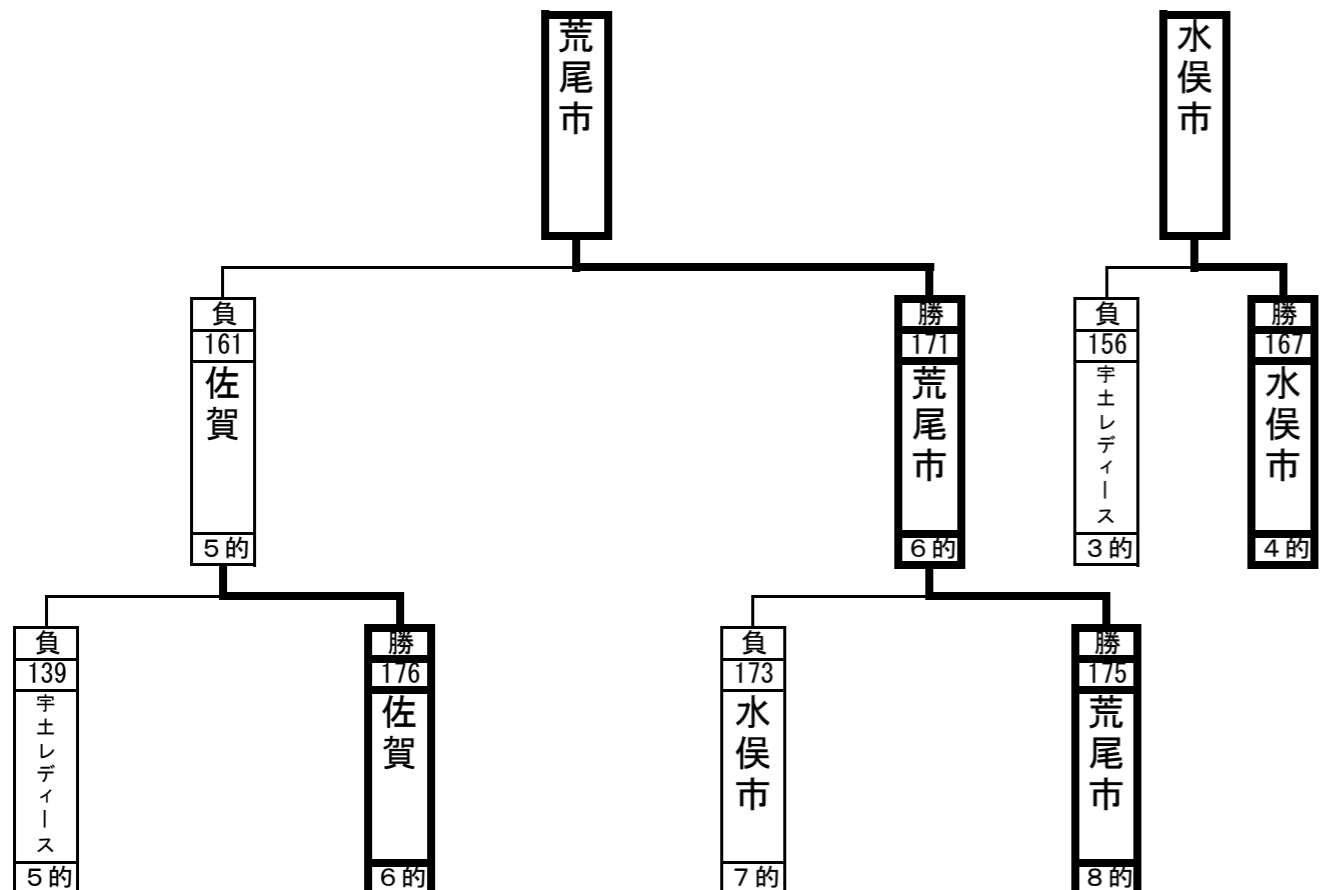 荒尾市
水俣市
負
161
佐賀
5的
勝
171
荒尾市
6的
負
156
宇土レディース
3的
勝
167
水俣市
4的
負
139
宇土レディース
5的
勝
176
佐賀
6的
負
173
水俣市
7的
勝
175
荒尾市
8的